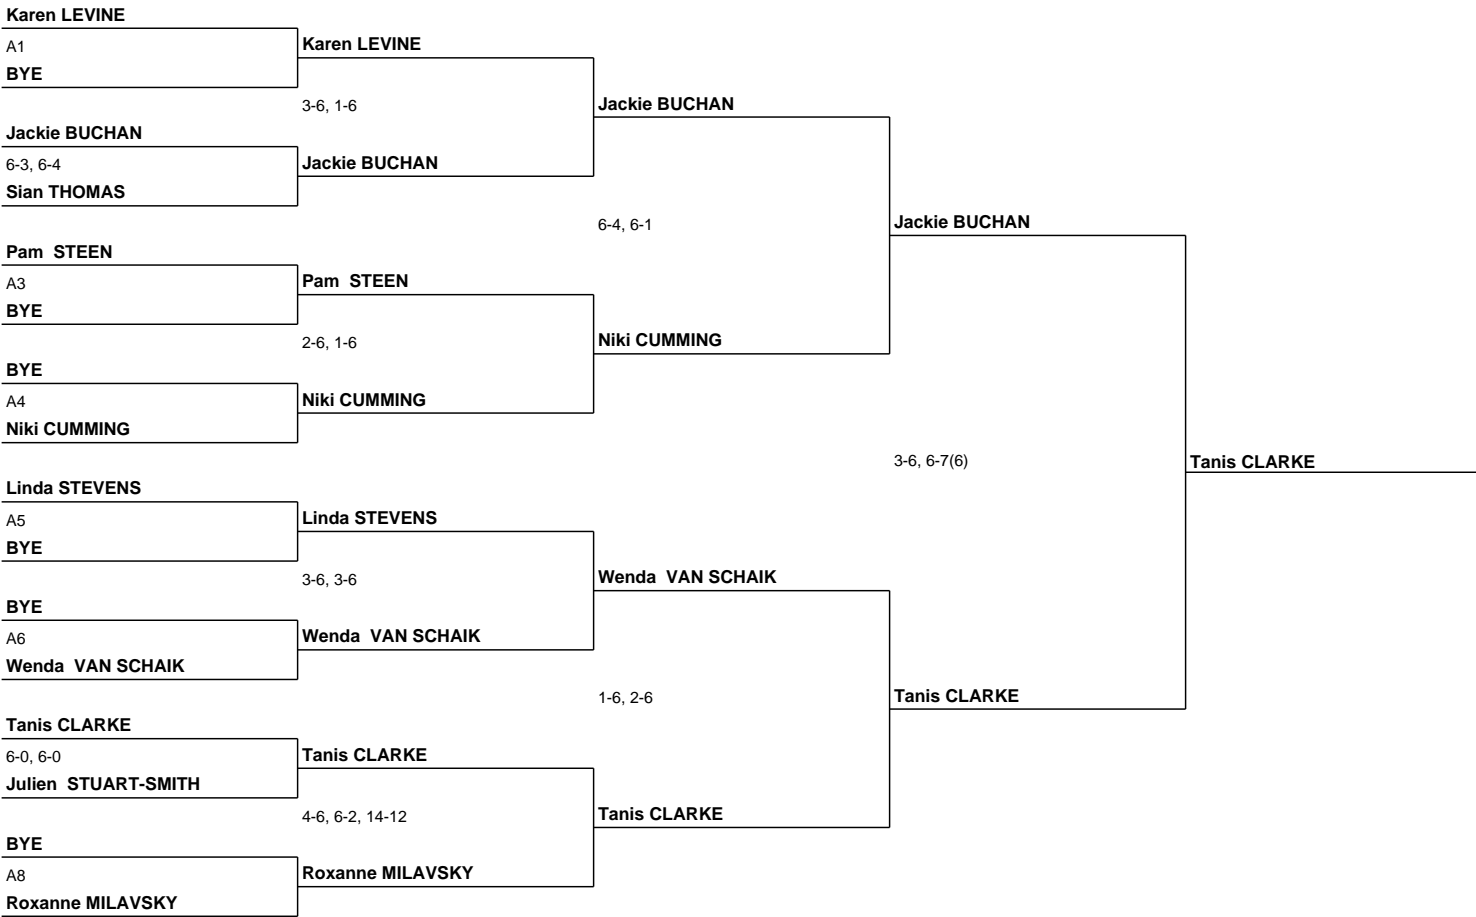 Karen LEVINE
A1
BYE
Jackie BUCHAN
6-3, 6-4
Sian THOMAS
Pam  STEEN
A3
BYE
BYE
A4
Niki CUMMING
Linda STEVENS
A5
BYE
BYE
A6
Wenda  VAN SCHAIK
Tanis CLARKE
6-0, 6-0
Julien  STUART-SMITH
BYE
A8
Roxanne MILAVSKY
Karen LEVINE
3-6, 1-6
Jackie BUCHAN
Pam  STEEN
2-6, 1-6
Niki CUMMING
Linda STEVENS
3-6, 3-6
Wenda  VAN SCHAIK
Tanis CLARKE
4-6, 6-2, 14-12
Roxanne MILAVSKY
Jackie BUCHAN
6-4, 6-1
Niki CUMMING
Wenda  VAN SCHAIK
1-6, 2-6
Tanis CLARKE
Jackie BUCHAN
3-6, 6-7(6)
Tanis CLARKE
Tanis CLARKE